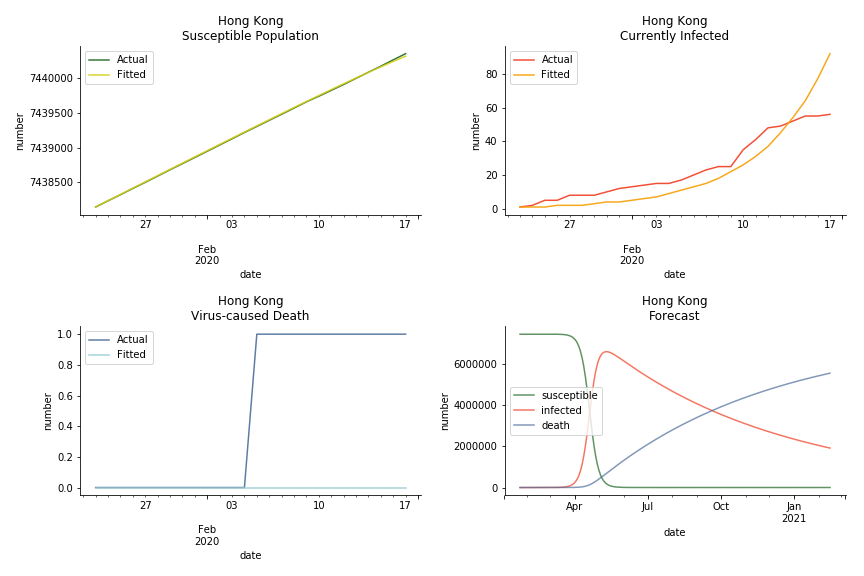 Hong Kong
Susceptible Population
Actual
Fitted
7440000
7439500
7439000
7438500
number
27
03
10
17
Feb
2020
date
Hong Kong
Currently Infected
Actual
Fitted
80
60
40
20
0
number
27
03
10
17
Feb
2020
date
Hong Kong
Virus-caused Death
Actual
Fitted
1.0
0.8
0.6
0.4
0.2
0.0
number
27
03
10
17
Feb
2020
date
Hong Kong
Forecast
susceptible
infected
death
6000000
4000000
2000000
0
number
Apr
Jul
Oct
Jan
2021
date